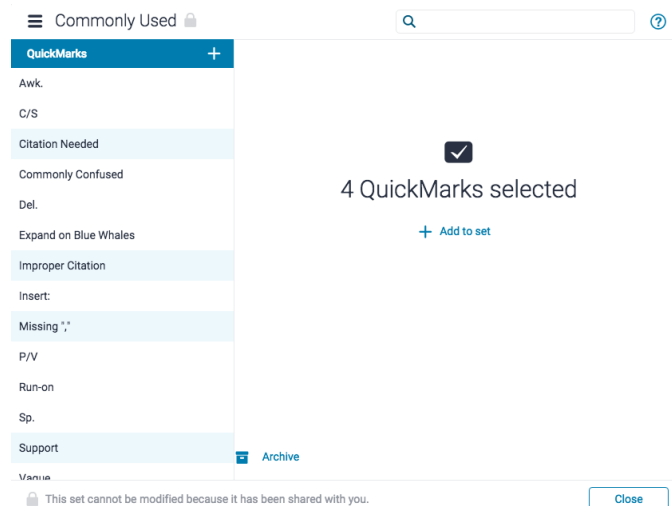 Commonly Used
?
QuickMarks +
Awk.
C/S
Citation Needed
Commonly Confused
Del.
Expand on Blue Whales
Improper Citation
Insert:
Missing ","
P/V
Run-on
Sp.
Support
Vague
4 QuickMarks selected
+ Add to set
Archive
This set cannot be modified because it has been shared with you.
Close